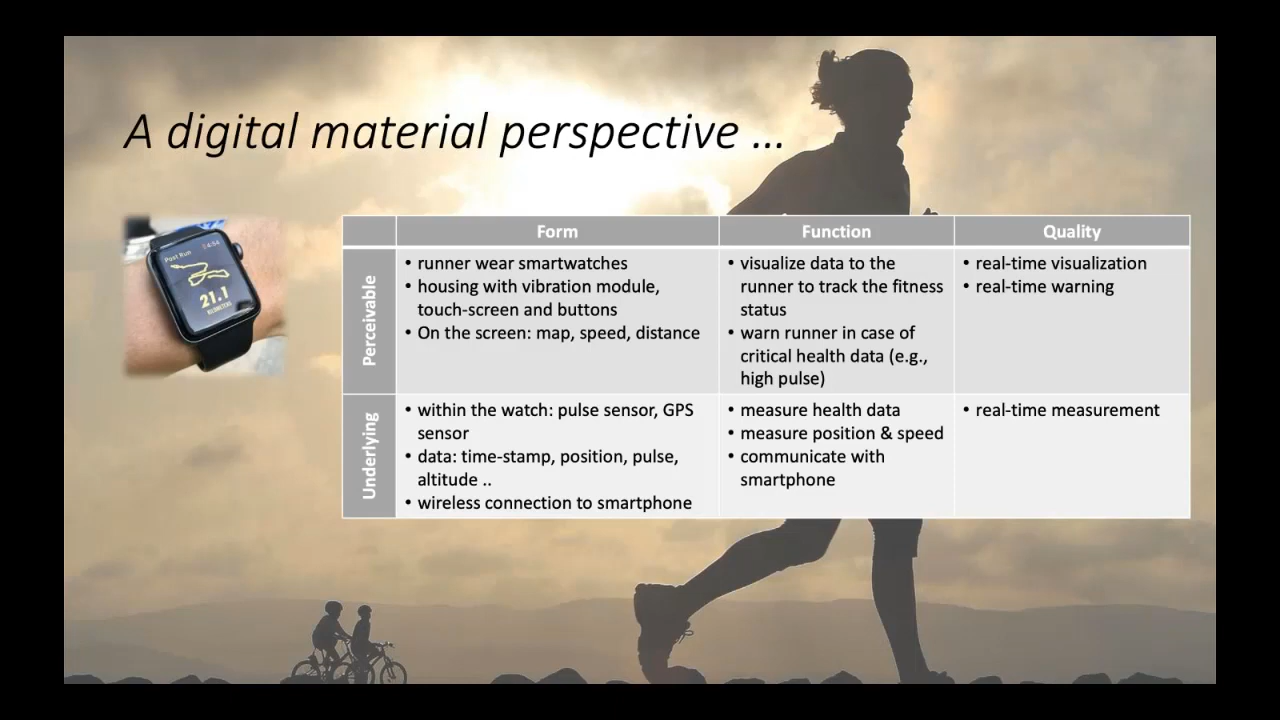 A digital material perspective ...
Form
Function
Quality
Perceivable
• runner wear smartwatches
• housing with vibration module,
touch-screen and buttons
• On the screen: map, speed, distance
• visualize data to the
runner to track the fitness
status
• warn runner in case of
critical health data (e.g.,
high pulse)
• real-time visualization
• real-time warning
Underlying
• within the watch: pulse sensor, GPS
sensor
• data: time-stamp, position, pulse,
altitude ..
• wireless connection to smartphone
• measure health data
• measure position & speed
• communicate with
smartphone
• real-time measurement
Post Run
21.1